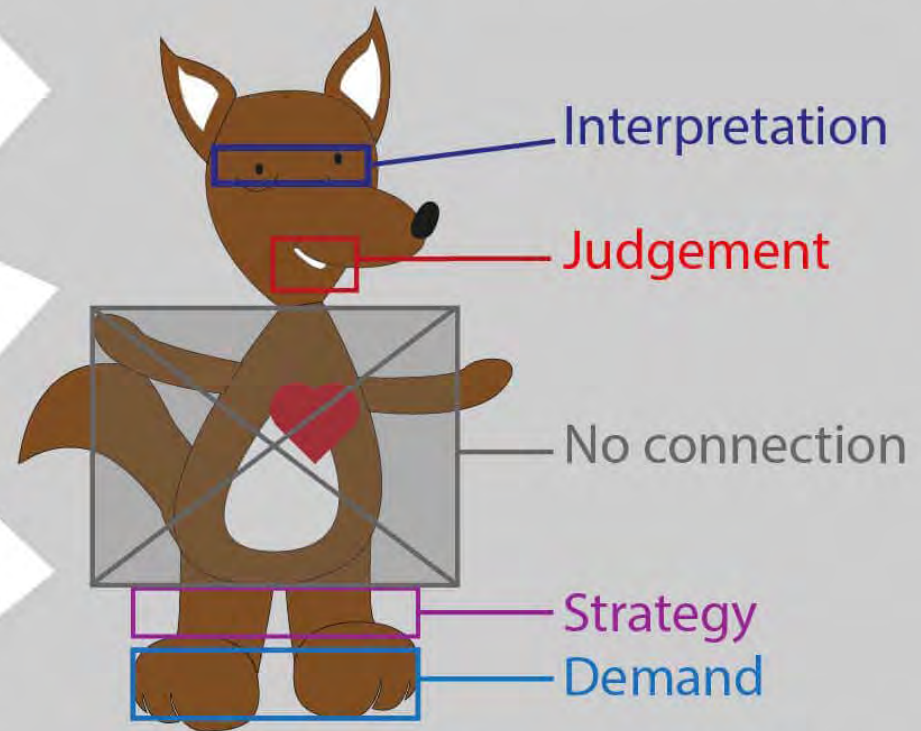 Interpretation
Judgement
No connection
Strategy
Demand